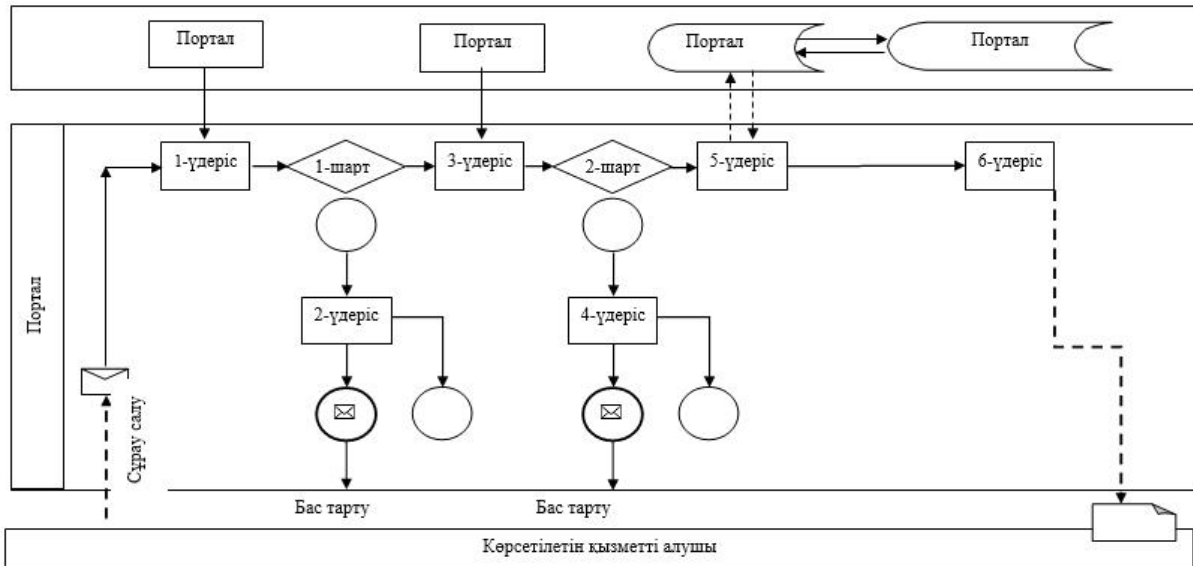 Портал
Портал
Портал
Портал
1-үдеріс
1-шарт
3-үдеріс
2-шарт
5-үдеріс
6-үдеріс
Портал
2-үдеріс
4-үдеріс
Сұрау салу
Бас тарту
Бас тарту
Көрсетілетін қызметті алушы